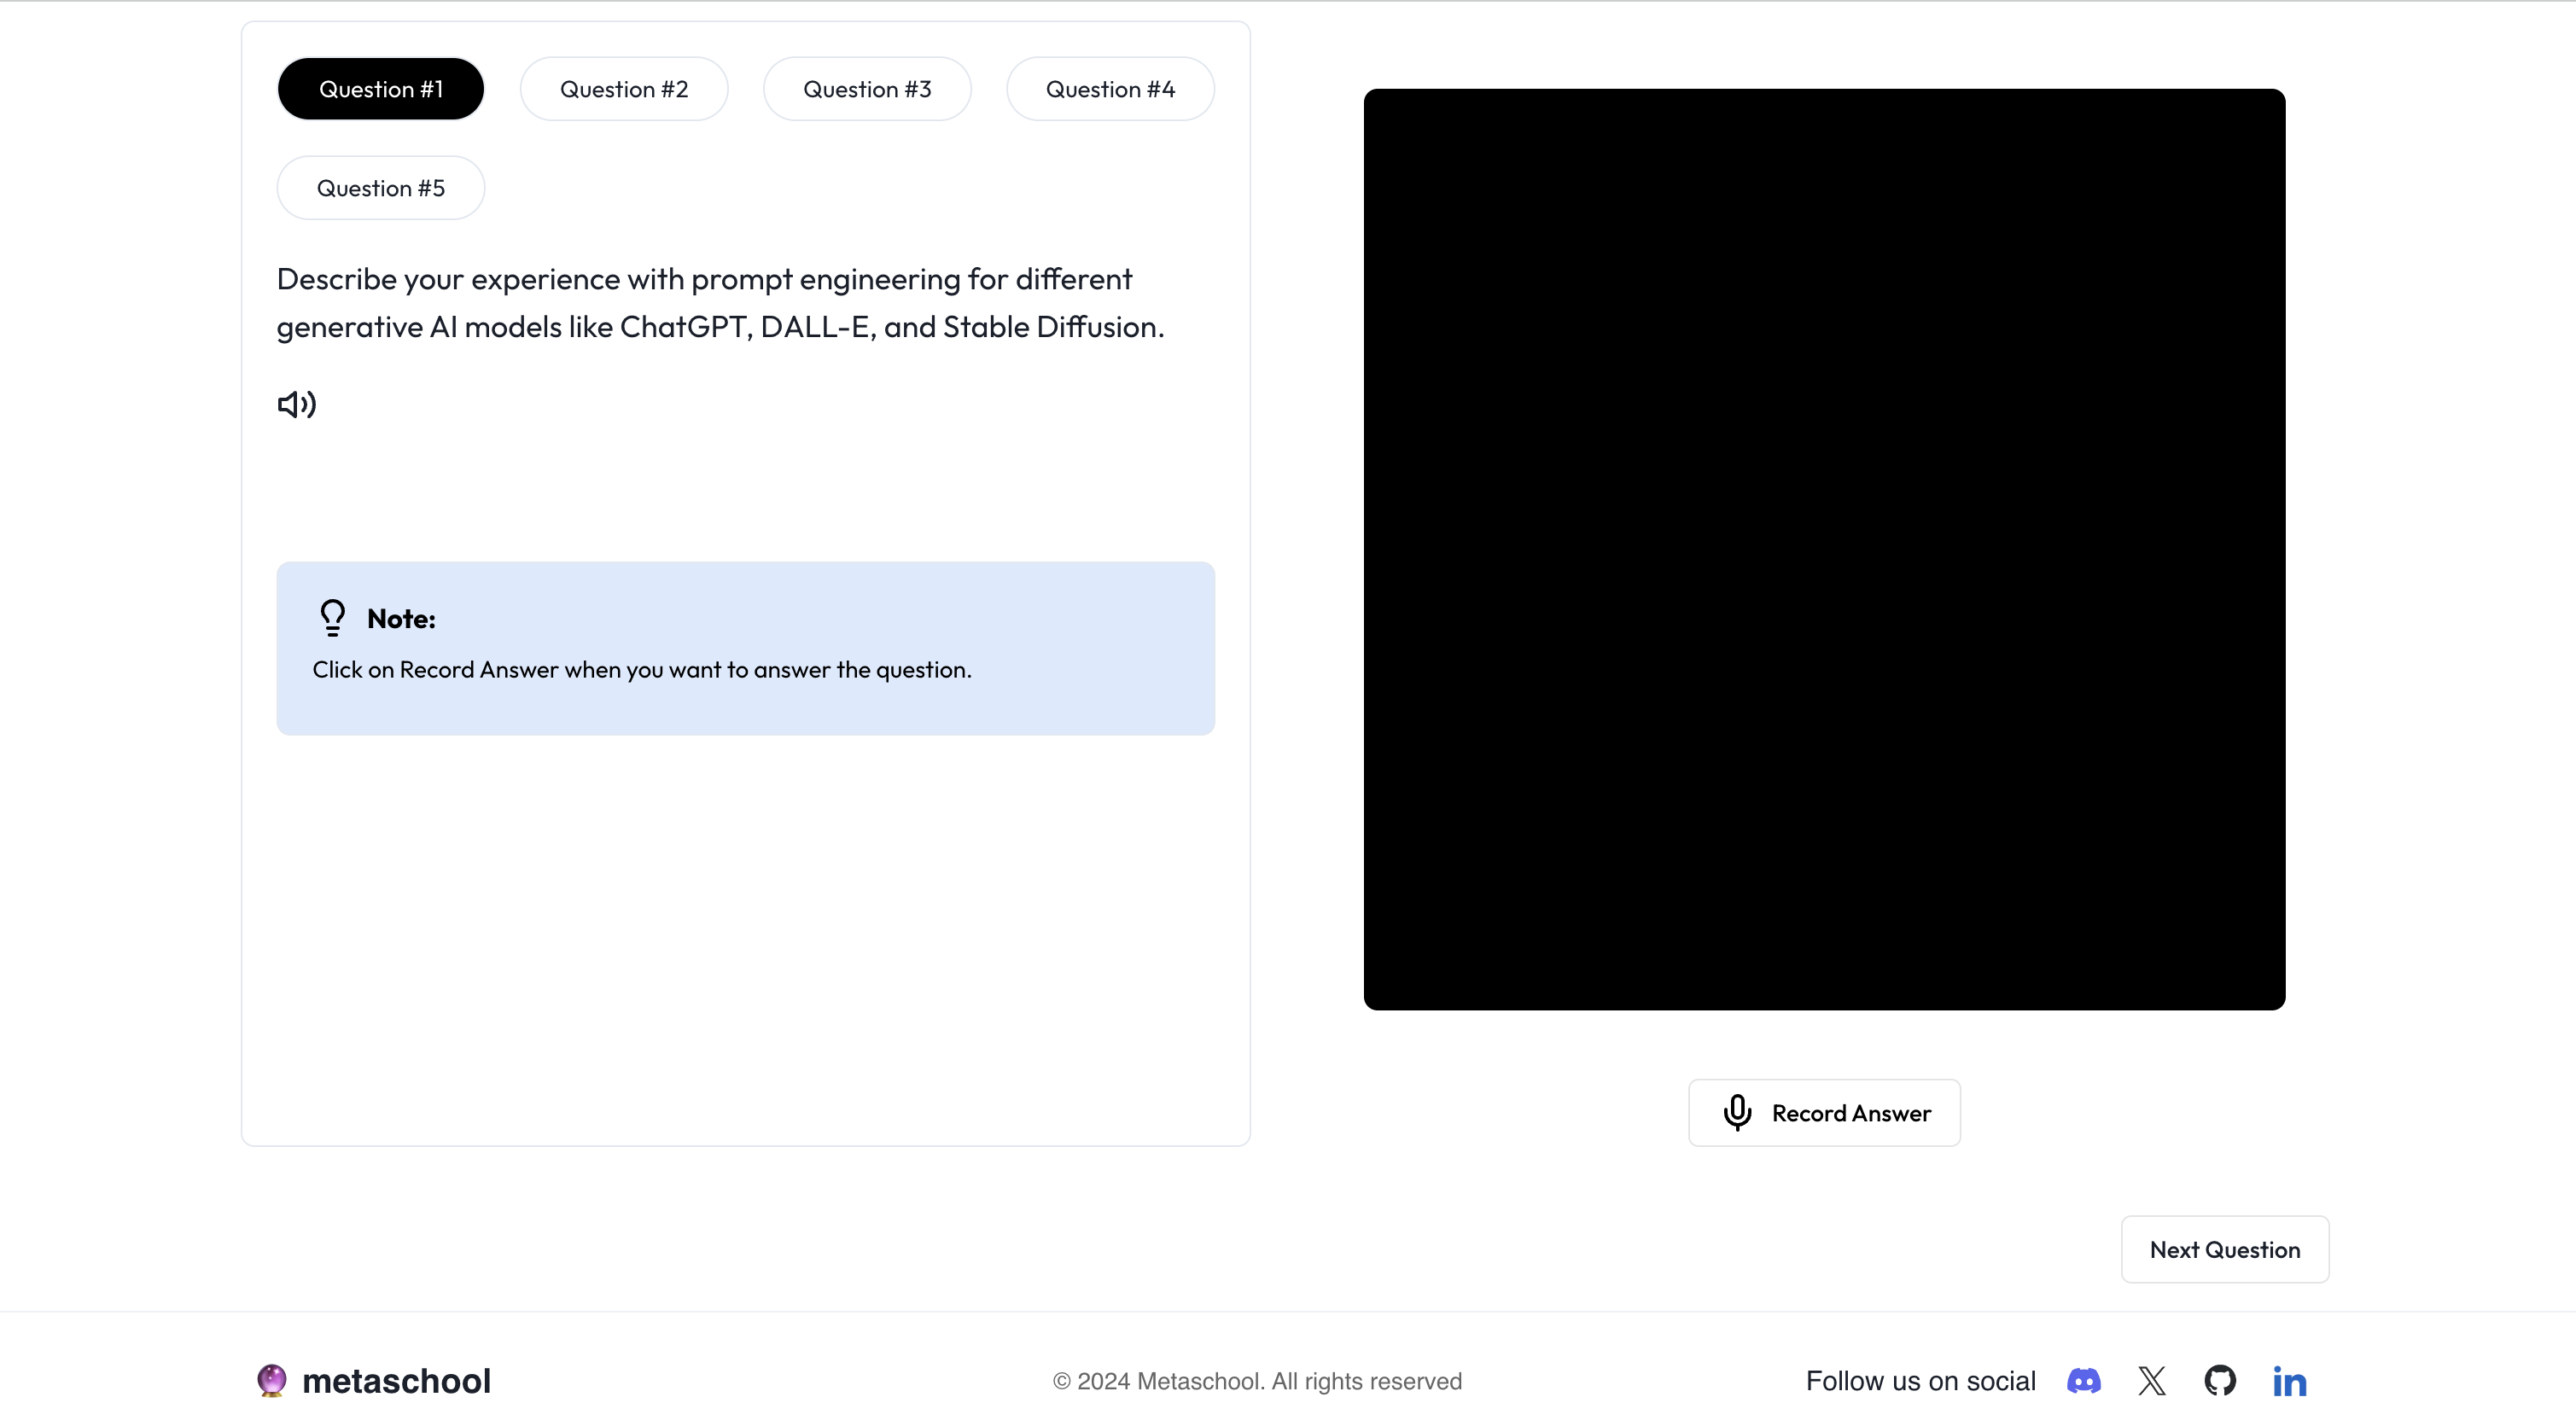 Question #1
Question #2
Question #3
Question #4
Question #5
Describe your experience with prompt engineering for different
generative AI models like ChatGPT, DALL-E, and Stable Diffusion.
Note:
Click on Record Answer when you want to answer the question.
Record Answer
Next Question
metaschool
© 2024 Metaschool. All rights reserved
Follow us on social